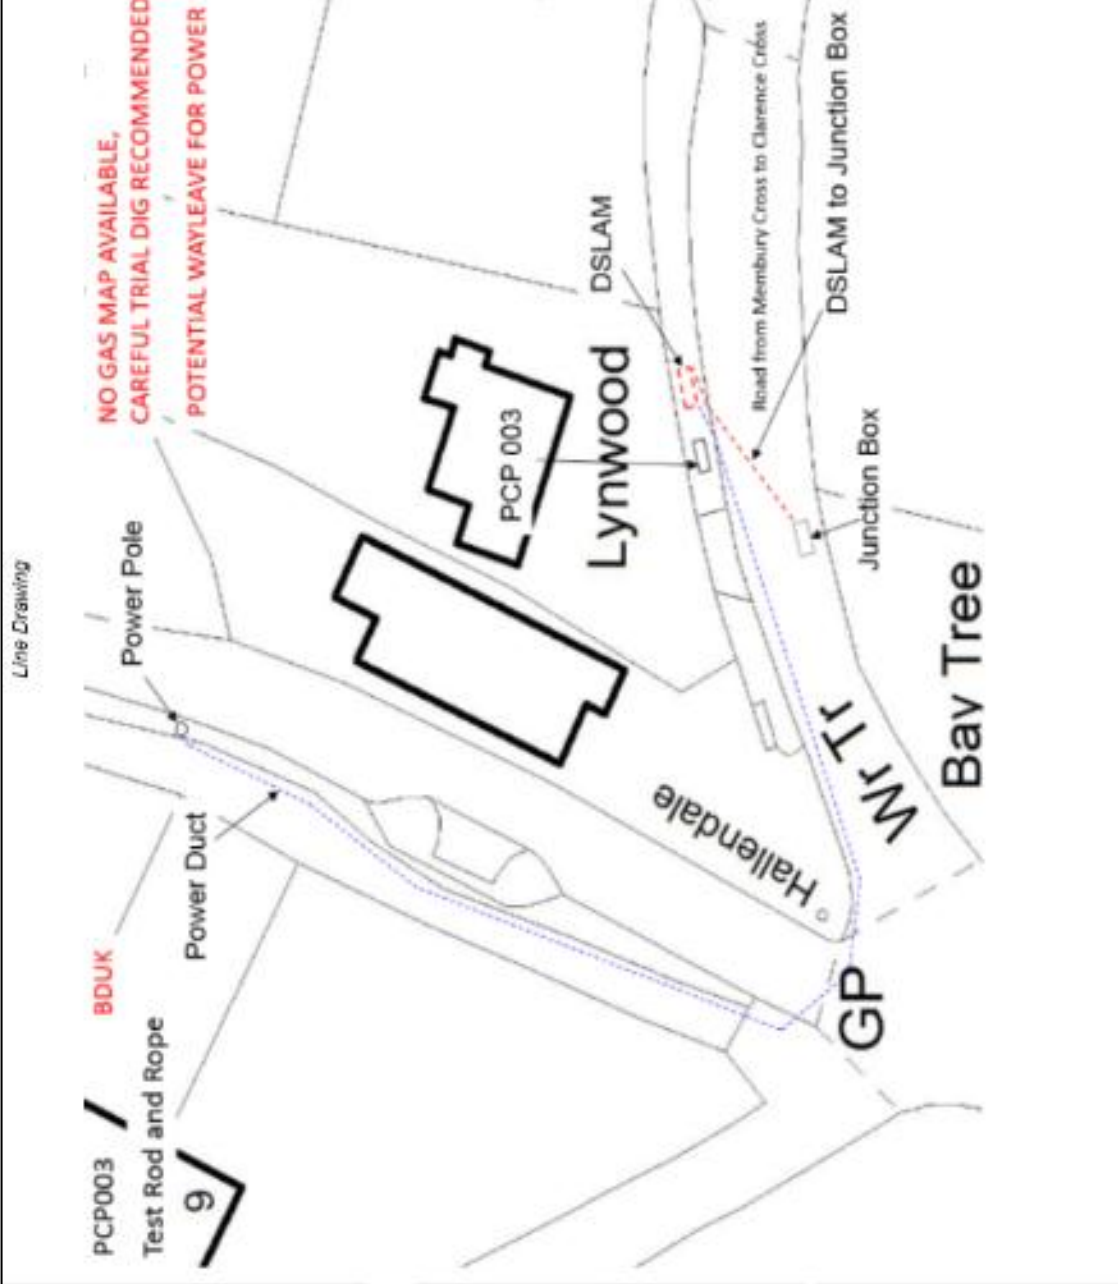 Line Drawing
PCP003
BDUK
NO GAS MAP AVAILABLE,
CAREFUL TRIAL DIG RECOMMENDED
Test Rod and Rope
POTENTIAL WAYLEAVE FOR POWER
Power Pole
9
Power Duct
PCP 003
DSLAM
Lynwood
Hallendale
Road from Membury Cross to Clarence Cross
DSLAM to Junction Box
GP
Wr Tr
Junction Box
Bay Tree